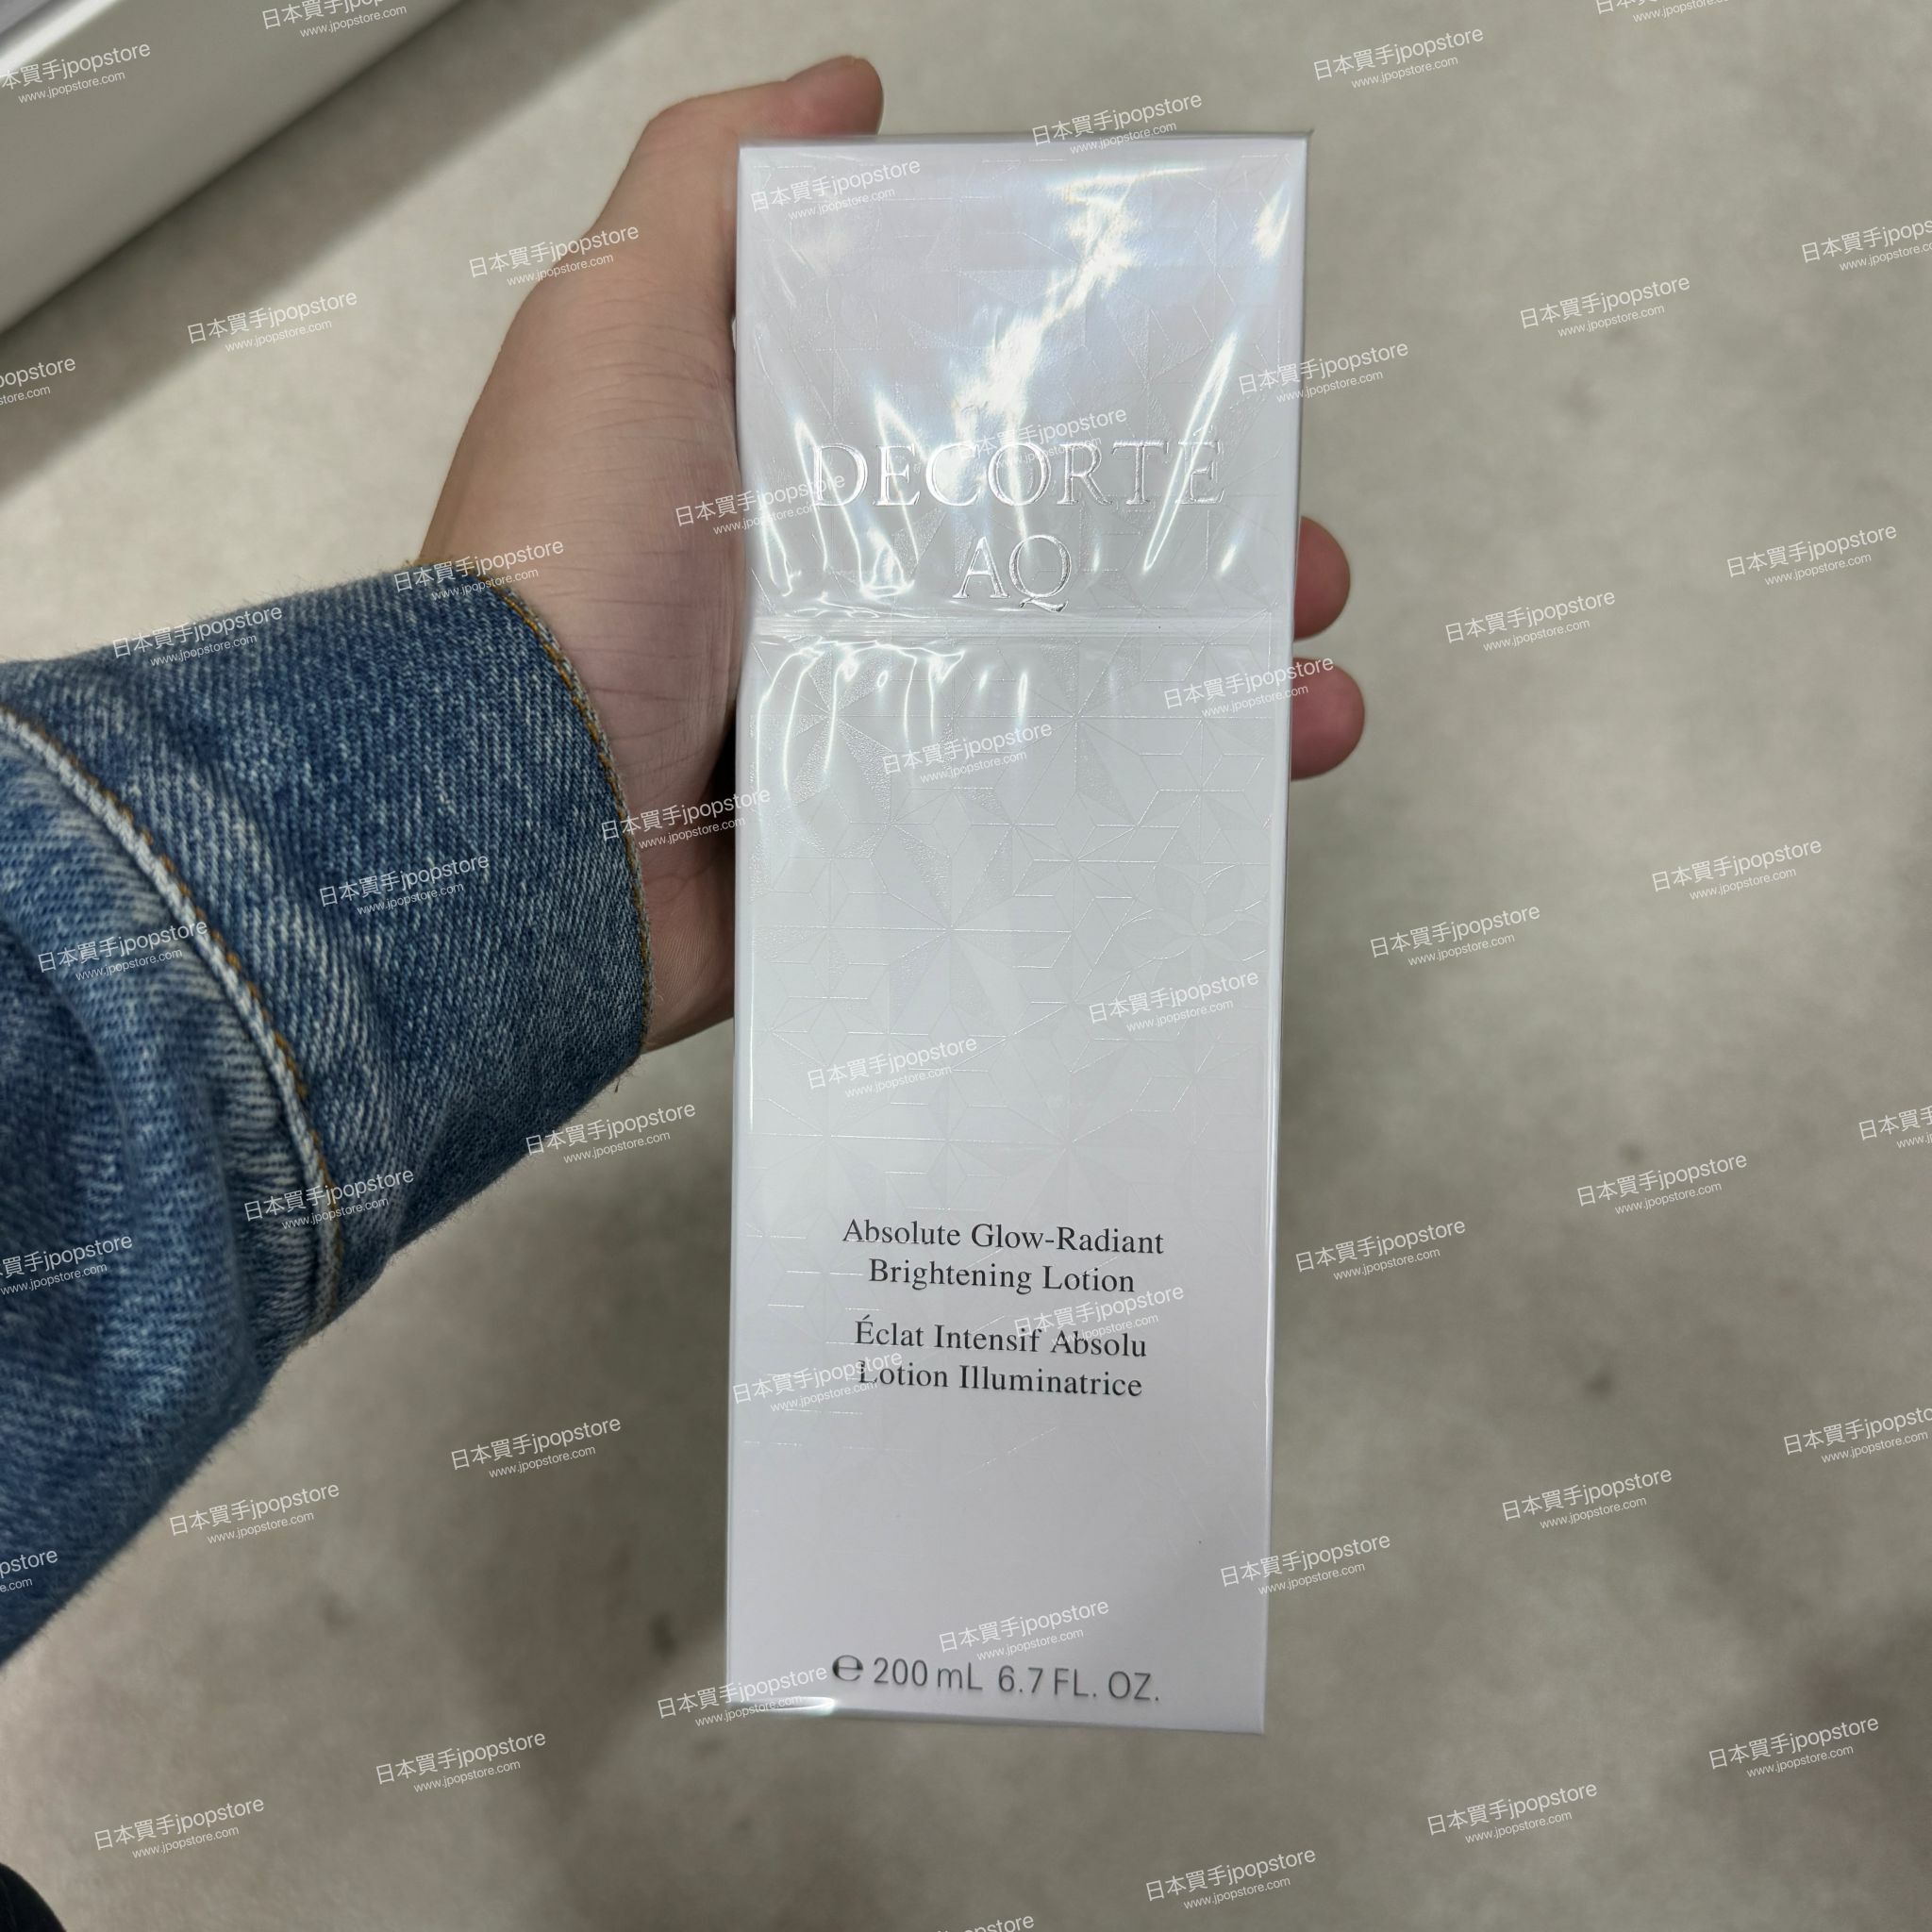 DECORTÉ
AQ
Absolute Glow-Radiant
Brightening Lotion
Éclat Intensif Absolu
Lotion Illuminatrice
℮ 200 mL 6.7 FL. OZ.
日本買手jpopstore
www.jpopstore.com